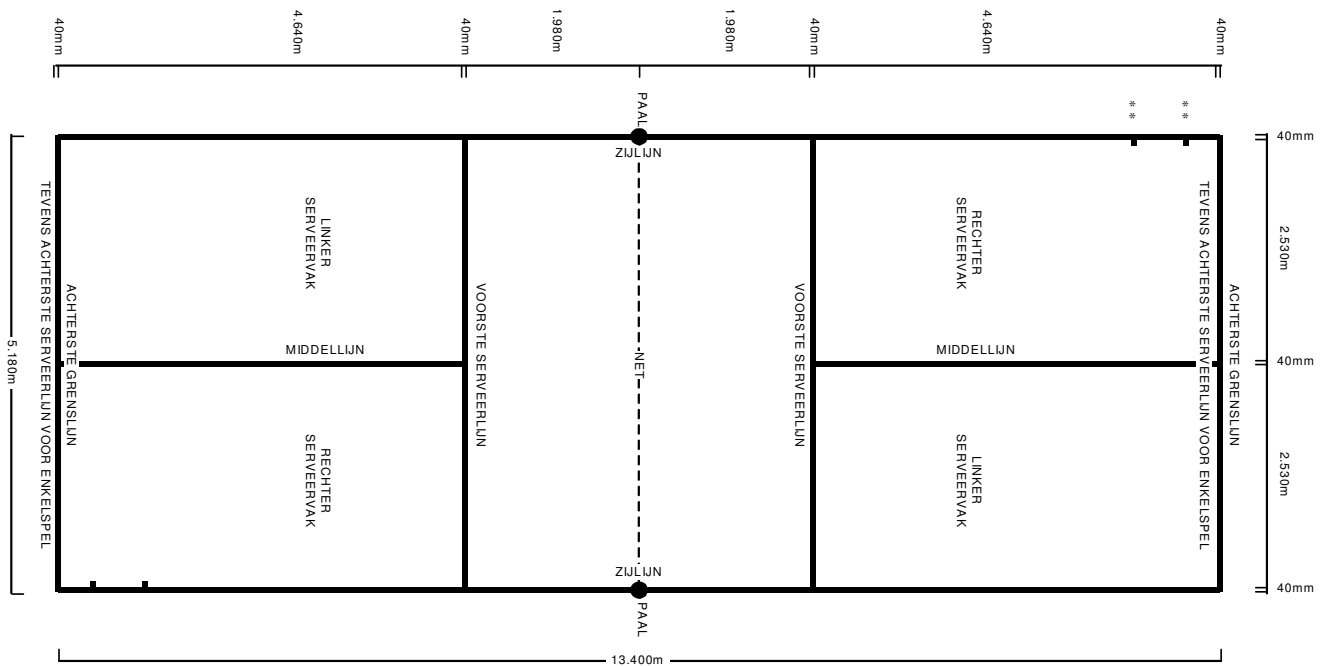 40mm
4.640m
40mm
1.980m
1.980m
40mm
4.640m
40mm
PAAL
* *
* *
40mm
ZIJLIJN
TEVENS ACHTERSTE SERVEERLIJN VOOR ENKELSPEL
ACHTERSTE GRENSLIJN
LINKER
SERVEERVAK
VOORSTE SERVEERLIJN
NET
VOORSTE SERVEERLIJN
RECHTER
SERVEERVAK
TEVENS ACHTERSTE SERVEERLIJN VOOR ENKELSPEL
ACHTERSTE GRENSLIJN
2.530m
5.180m
MIDDELLIJN
MIDDELLIJN
40mm
RECHTER
SERVEERVAK
LINKER
SERVEERVAK
2.530m
ZIJLIJN
40mm
PAAL
13.400m